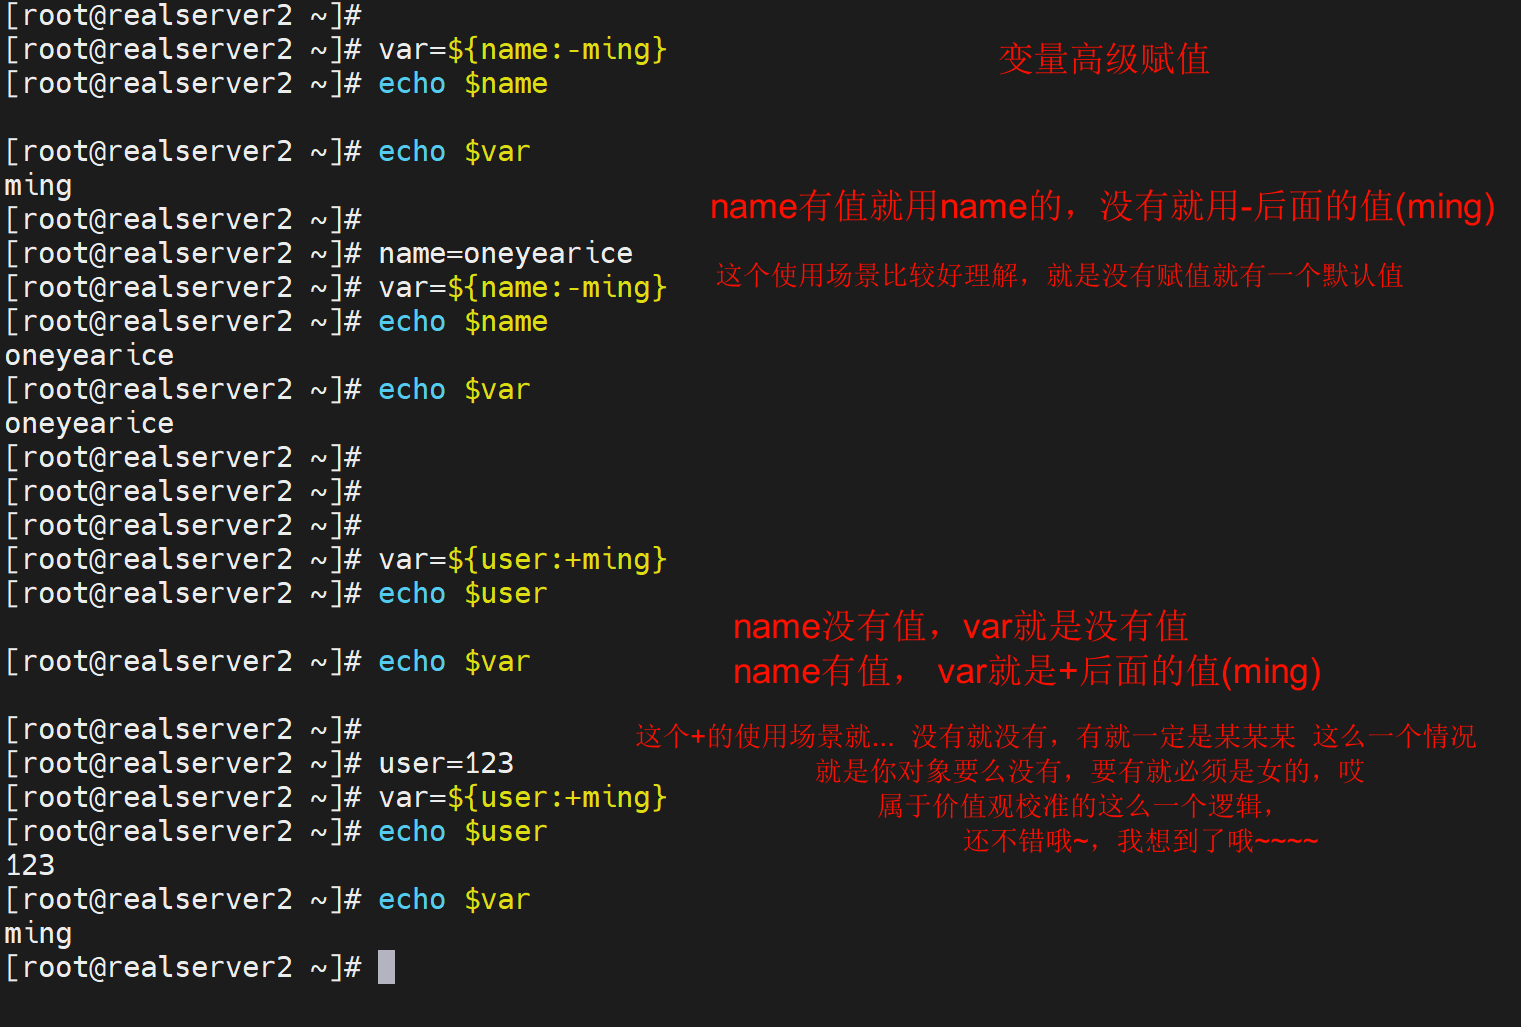 [root@realserver2 ~]#
[root@realserver2 ~]# var=${name:-ming}
变量高级赋值
[root@realserver2 ~]# echo $name
[root@realserver2 ~]# echo $var
ming
name有值就用name的，没有就用-后面的值(ming)
[root@realserver2 ~]#
[root@realserver2 ~]# name=oneyearice
这个使用场景比较好理解，就是没有赋值就有一个默认值
[root@realserver2 ~]# var=${name:-ming}
[root@realserver2 ~]# echo $name
oneyearice
[root@realserver2 ~]# echo $var
oneyearice
[root@realserver2 ~]#
[root@realserver2 ~]#
[root@realserver2 ~]#
[root@realserver2 ~]# var=${user:+ming}
[root@realserver2 ~]# echo $user
name没有值，var就是没有值
[root@realserver2 ~]# echo $var
name有值， var就是+后面的值(ming)
[root@realserver2 ~]#
这个+的使用场景就... 没有就没有，有就一定是某某某 这么一个情况
[root@realserver2 ~]# user=123
就是你对象要么没有，要有就必须是女的，哎
[root@realserver2 ~]# var=${user:+ming}
属于价值观校准的这么一个逻辑，
[root@realserver2 ~]# echo $user
还不错哦~，我想到了哦~~~~
123
[root@realserver2 ~]# echo $var
ming
[root@realserver2 ~]#